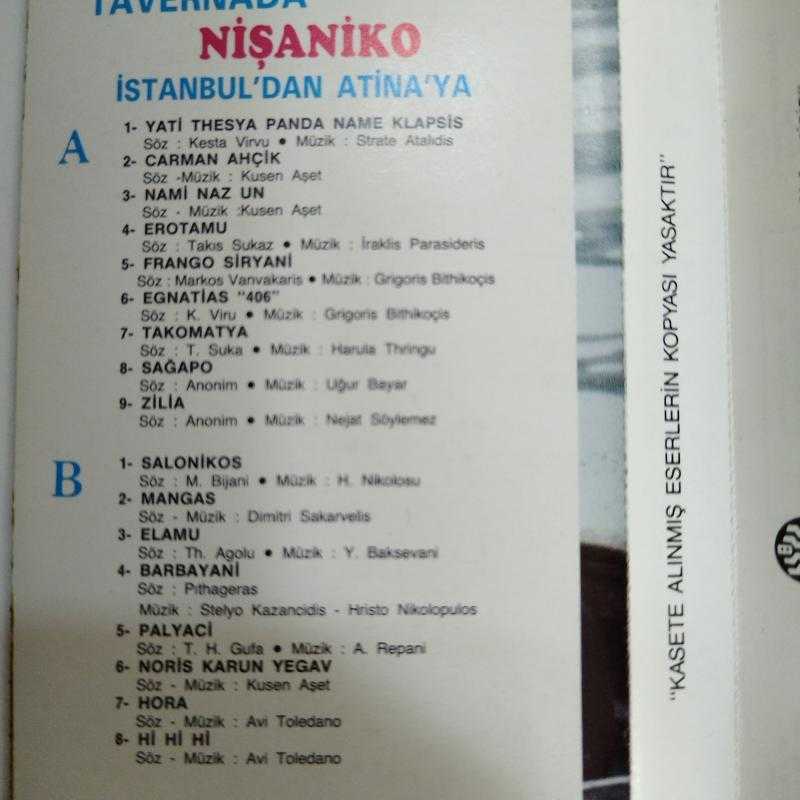 TAVERNADA
NİŞANİKO
İSTANBUL'DAN ATİNA'YA
A
1- YATİ THESYA PANDA NAME KLAPSİS
Söz : Kesta Virvu • Müzik : Strate Atalidis
2- CARMAN AHÇİK
Söz -Müzik : Kusen Aşet
3- NAMİ NAZ UN
Söz - Müzik :Kusen Aşet
4- EROTAMU
Söz : Takis Sukaz • Müzik : İraklis Parasideris
5- FRANGO SİRYANİ
Söz : Markos Vanvakaris • Müzik : Grigoris Bithikoçis
6- EGNATİAS "406"
Söz : K. Viru • Müzik : Grigoris Bithikoçis
7- TAKOMATYA
Söz : T. Suka • Müzik : Harula Thringu
8- SAĞAPO
Söz : Anonim • Müzik : Uğur Bayar
9- ZİLİA
Söz : Anonim • Müzik : Nejat Söylemez
B
1- SALONİKOS
Söz : M. Bijani • Müzik : H. Nikolosu
2- MANGAS
Söz - Müzik : Dimitri Sakarvelis
3- ELAMU
Söz : Th. Agolu • Müzik : Y. Baksevani
4- BARBAYANİ
Söz : Pithageras
Müzik : Stelyo Kazancidis - Hristo Nikolopulos
5- PALYACİ
Söz : T. H. Gufa • Müzik : A. Repani
6- NORİS KARUN YEGAV
Söz - Müzik : Kusen Aşet
7- HORA
Söz - Müzik : Avi Toledano
8- Hİ Hİ Hİ
Söz - Müzik : Avi Toledano
"KASETE ALINMIŞ ESERLERİN KOPYASI YASAKTIR"